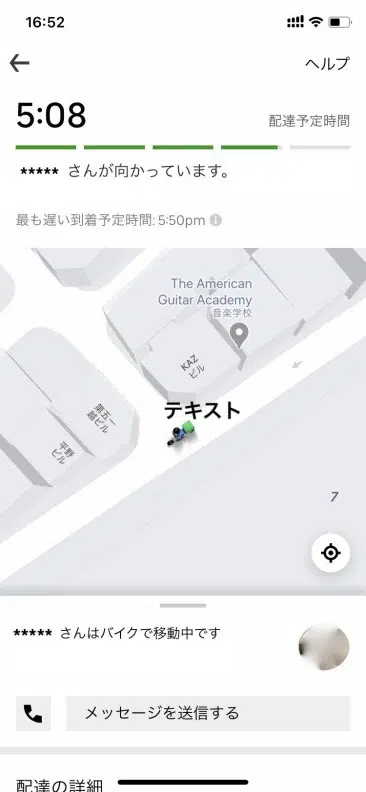 16:52
ヘルプ
5:08
配達予定時間
***** さんが向かっています。
最も遅い到着予定時間: 5:50pm
The American
Guitar Academy
音楽学校
KAZ
ビル
テキスト
第五一
越ビル
平野
ビル
7
***** さんはバイクで移動中です
メッセージを送信する
配達の詳細